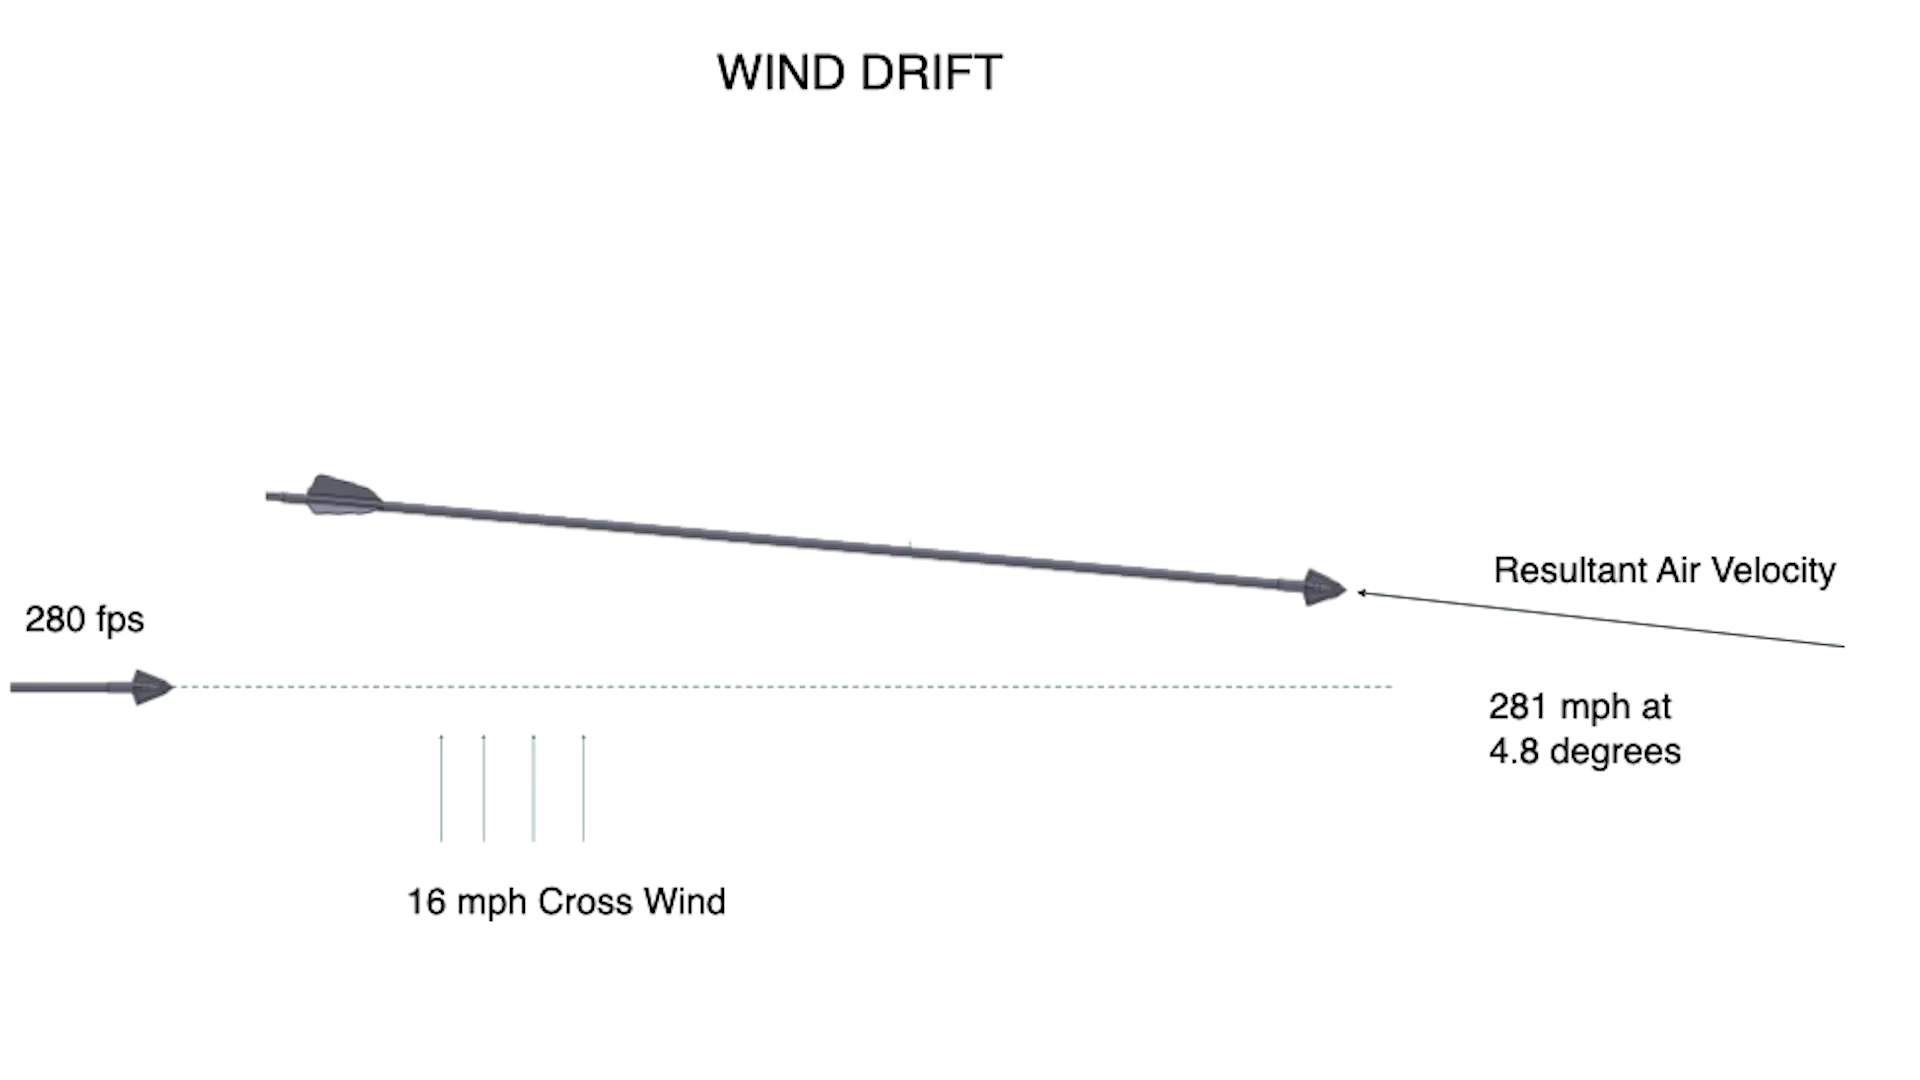 WIND DRIFT
Resultant Air Velocity
280 fps
281 mph at
4.8 degrees
16 mph Cross Wind